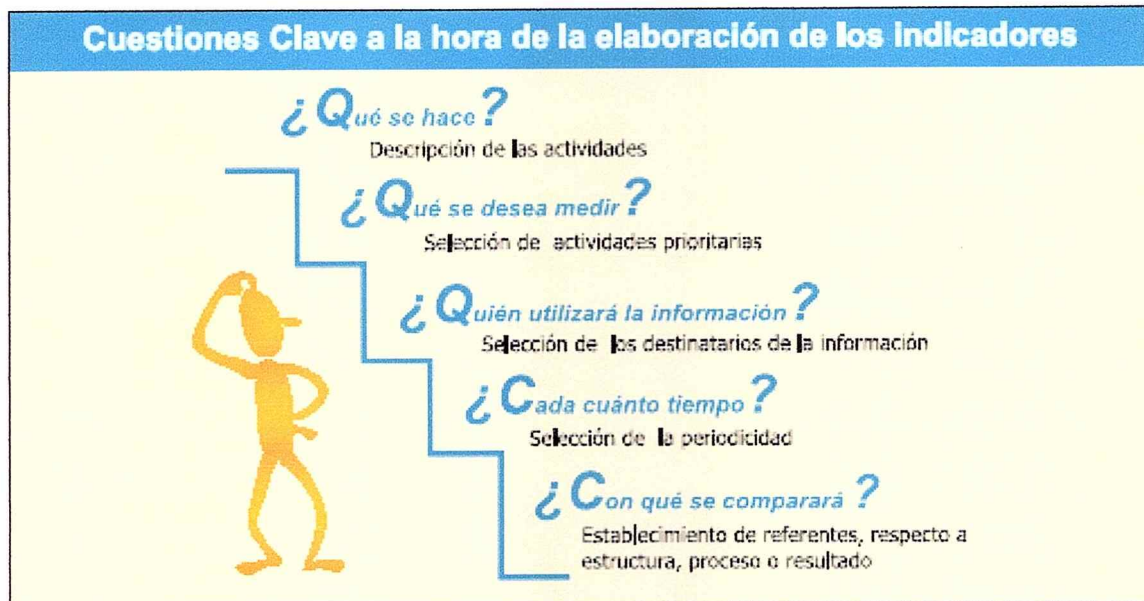 Cuestiones Clave a la hora de la elaboración de los indicadores
¿Qué se hace?
Descripción de las actividades
¿Qué se desea medir?
Selección de actividades prioritarias
¿Quién utilizará la información?
Selección de los destinatarios de la información
¿Cada cuánto tiempo?
Selección de la periodicidad
¿Con qué se comparará?
Establecimiento de referentes, respecto a
estructura, proceso o resultado